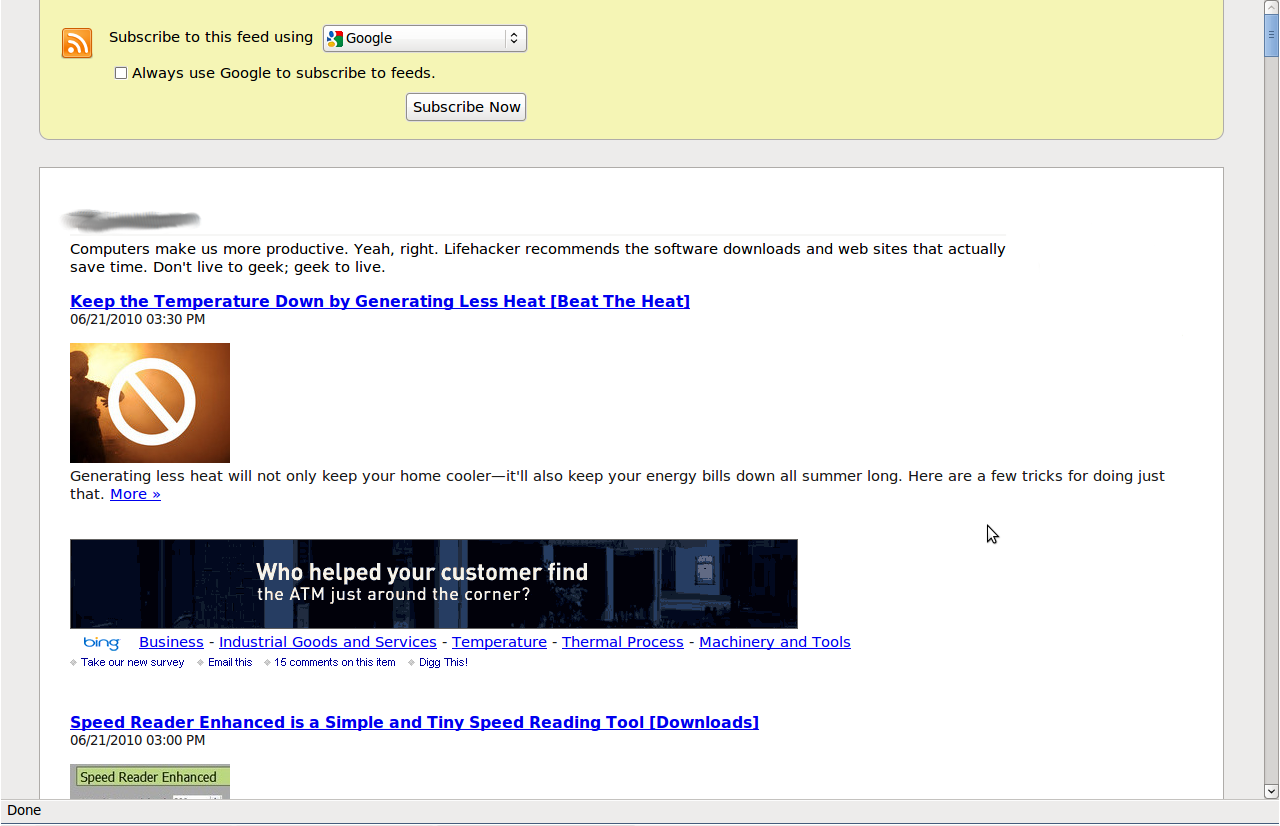 Subscribe to this feed using Google
Always use Google to subscribe to feeds.
Subscribe Now
Computers make us more productive. Yeah, right. Lifehacker recommends the software downloads and web sites that actually
save time. Don't live to geek; geek to live.
Keep the Temperature Down by Generating Less Heat [Beat The Heat]
06/21/2010 03:30 PM
Generating less heat will not only keep your home cooler—it'll also keep your energy bills down all summer long. Here are a few tricks for doing just
that. More »
Who helped your customer find
the ATM just around the corner?
bing Business - Industrial Goods and Services - Temperature - Thermal Process - Machinery and Tools
Take our new survey Email this 15 comments on this item Digg This!
Speed Reader Enhanced is a Simple and Tiny Speed Reading Tool [Downloads]
06/21/2010 03:00 PM
Speed Reader Enhanced
Done